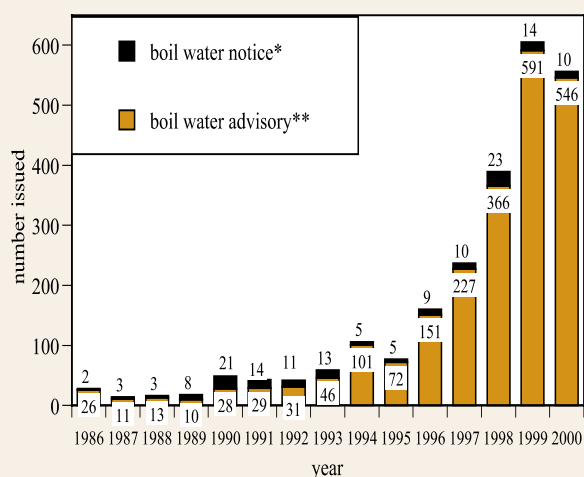 boil water notice*
boil water advisory**
number issued
600
500
400
300
200
100
0
2 3 3 8 21 14 11 13 5 5 9 10 23 14 10
26 11 13 10 28 29 31 46 101 72 151 227 366 591 546
1986 1987 1988 1989 1990 1991 1992 1993 1994 1995 1996 1997 1998 1999 2000
year